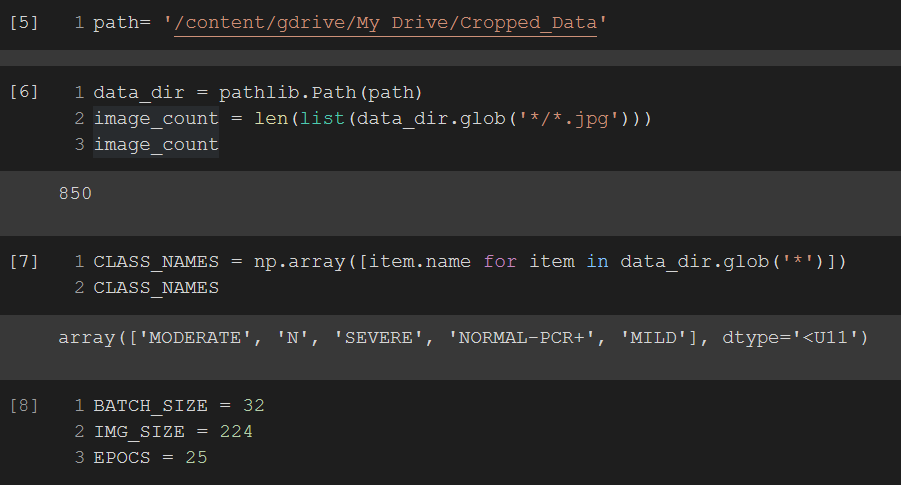 [5] 1 path= '/content/gdrive/My Drive/Cropped_Data'
[6] 1 data_dir = pathlib.Path(path)
2 image_count = len(list(data_dir.glob('*/*.jpg')))
3 image_count
850
[7] 1 CLASS_NAMES = np.array([item.name for item in data_dir.glob('*')])
2 CLASS_NAMES
array(['MODERATE', 'N', 'SEVERE', 'NORMAL-PCR+', 'MILD'], dtype='<U11')
[8] 1 BATCH_SIZE = 32
2 IMG_SIZE = 224
3 EPOCS = 25